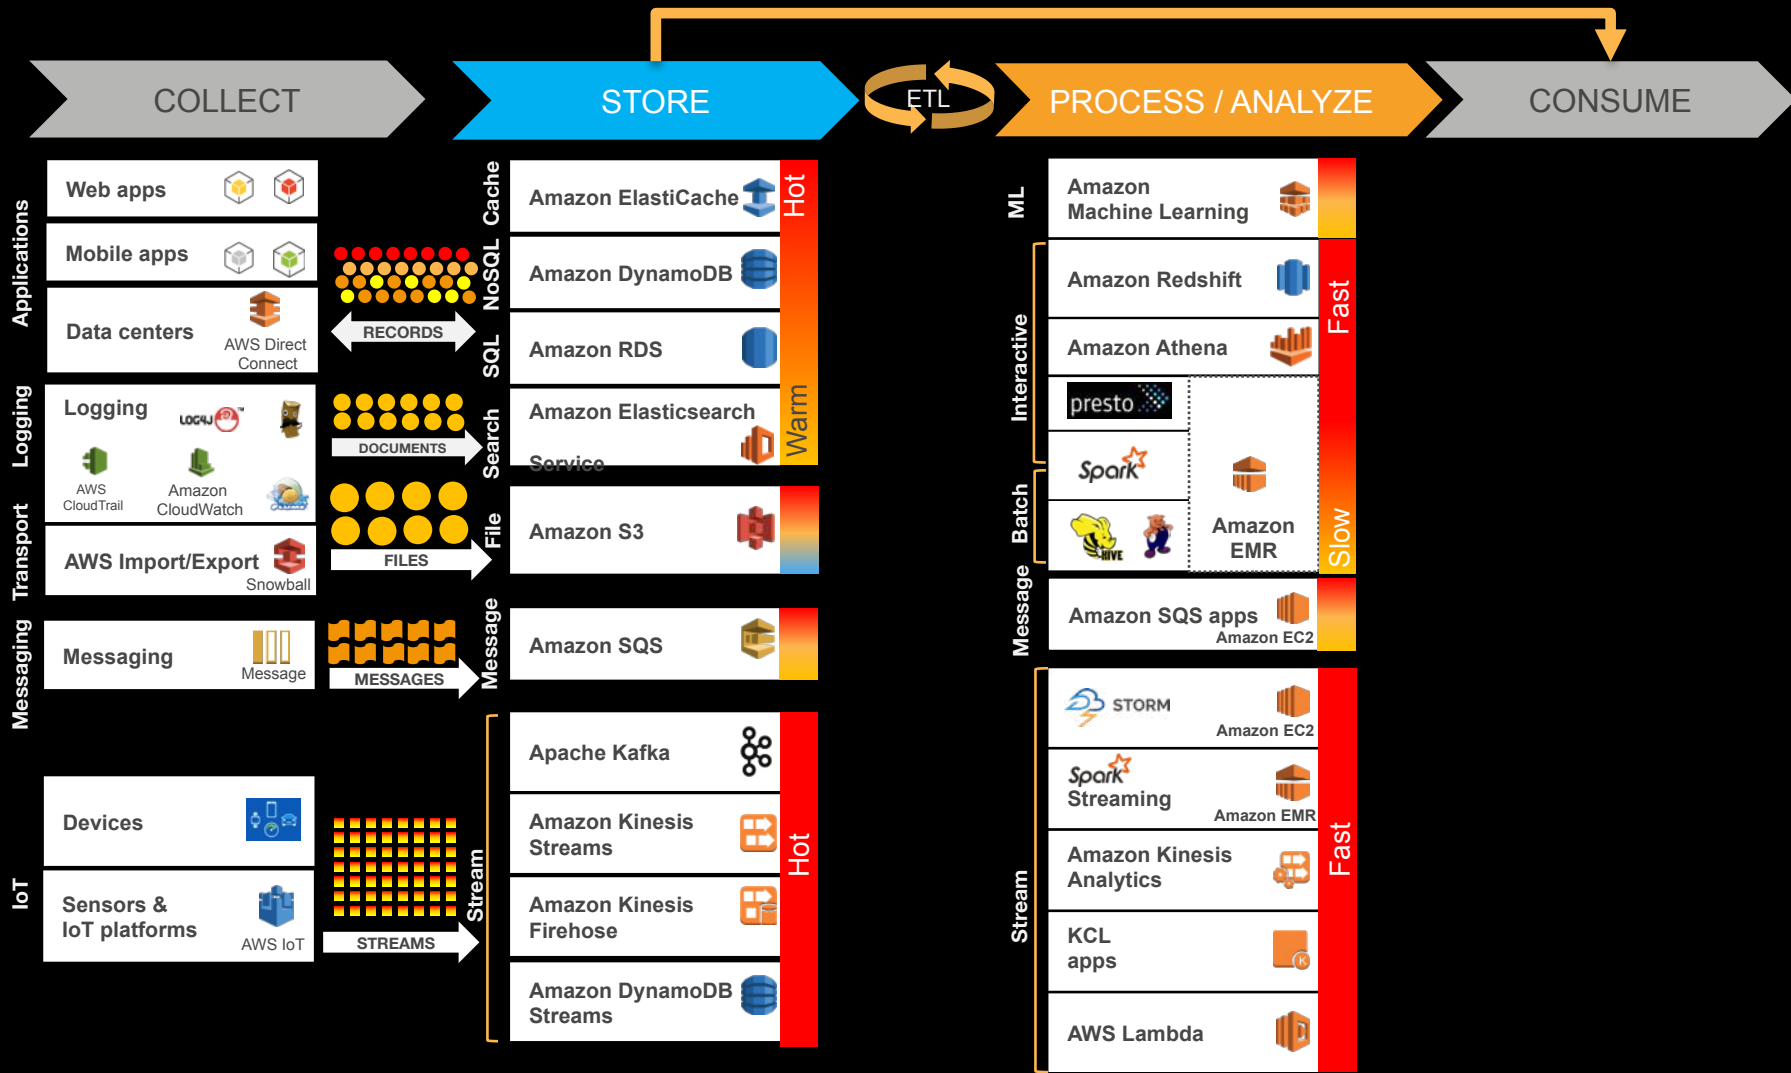 COLLECT
STORE
ETL
PROCESS / ANALYZE
CONSUME
Applications
Web apps
Mobile apps
Data centers
AWS Direct
Connect
Logging
Logging
LOG4J
™
AWS
CloudTrail
Amazon
CloudWatch
Transport
AWS Import/Export
Snowball
Messaging
Messaging
Message
IoT
Devices
Sensors &
IoT platforms
AWS IoT
RECORDS
DOCUMENTS
FILES
MESSAGES
STREAMS
Cache
Amazon ElastiCache
NoSQL
Amazon DynamoDB
SQL
Amazon RDS
Search
Amazon Elasticsearch
Service
Hot
Warm
File
Amazon S3
Message
Amazon SQS
Stream
Apache Kafka
Amazon Kinesis
Streams
Amazon Kinesis
Firehose
Amazon DynamoDB
Streams
Hot
ML
Amazon
Machine Learning
Interactive
Amazon Redshift
Amazon Athena
presto
Spark
Batch
HIVE
Amazon
EMR
Fast
Slow
Message
Amazon SQS apps
Amazon EC2
Stream
STORM
Amazon EC2
Spark
Streaming
Amazon EMR
Amazon Kinesis
Analytics
KCL
apps
K
AWS Lambda
Fast